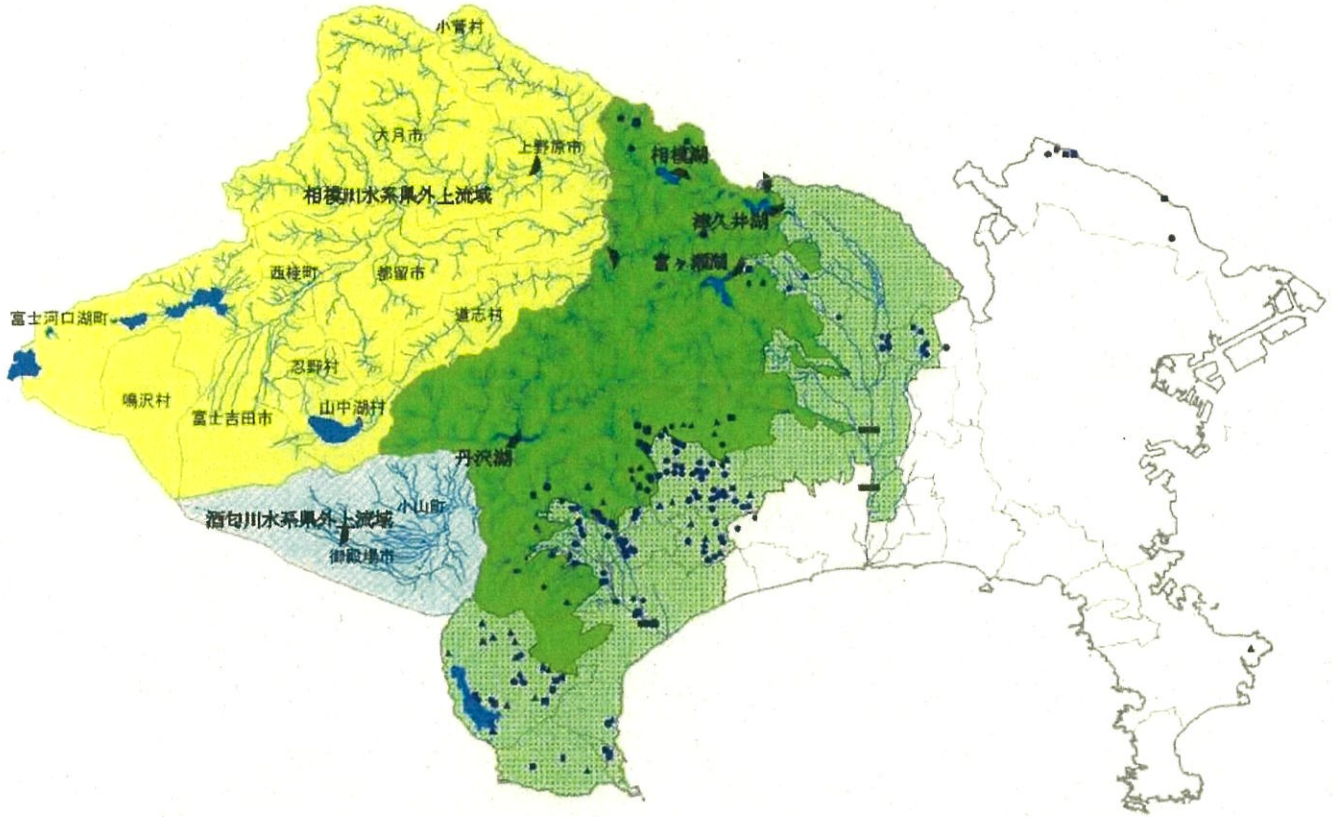 小菅村
大月市
上野原市
相模湖
相模川水系県外上流域
津久井湖
西桂町
都留市
宮ヶ瀬湖
道志村
富士河口湖町
忍野村
鳴沢村
富士吉田市
山中湖村
丹沢湖
小山町
酒匂川水系県外上流域
御殿場市